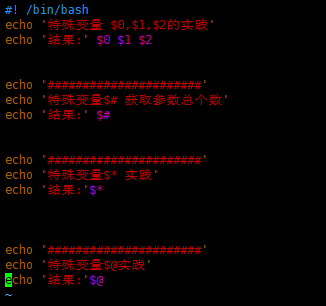 #! /bin/bash
echo '特殊变量 $0,$1,$2的实践'
echo '结果:' $0 $1 $2
echo '######################'
echo '特殊变量$# 获取参数总个数'
echo '结果:' $#
echo '######################'
echo '特殊变量$* 实践'
echo '结果:'$*
echo '######################'
echo '特殊变量$@实践'
echo '结果:'$@
~